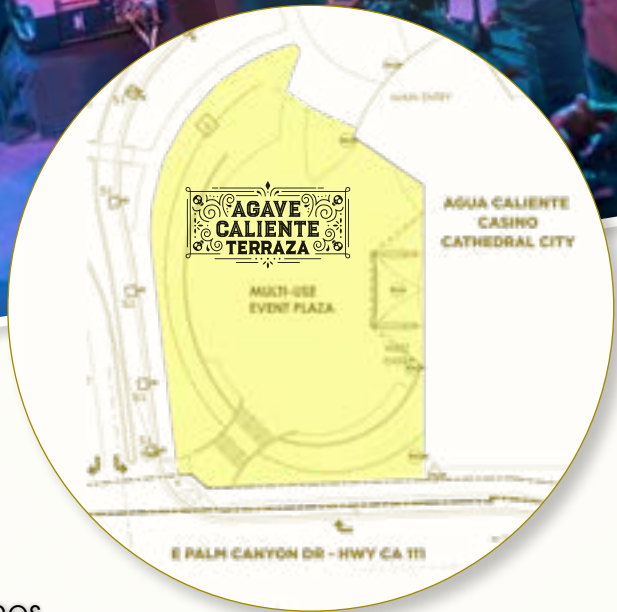 MAIN ENTRY
AGAVE
CALIENTE
TERRAZA
AGUA CALIENTE
CASINO
CATHEDRAL CITY
MULTI-USE
EVENT PLAZA
E PALM CANYON DR - HWY CA 111